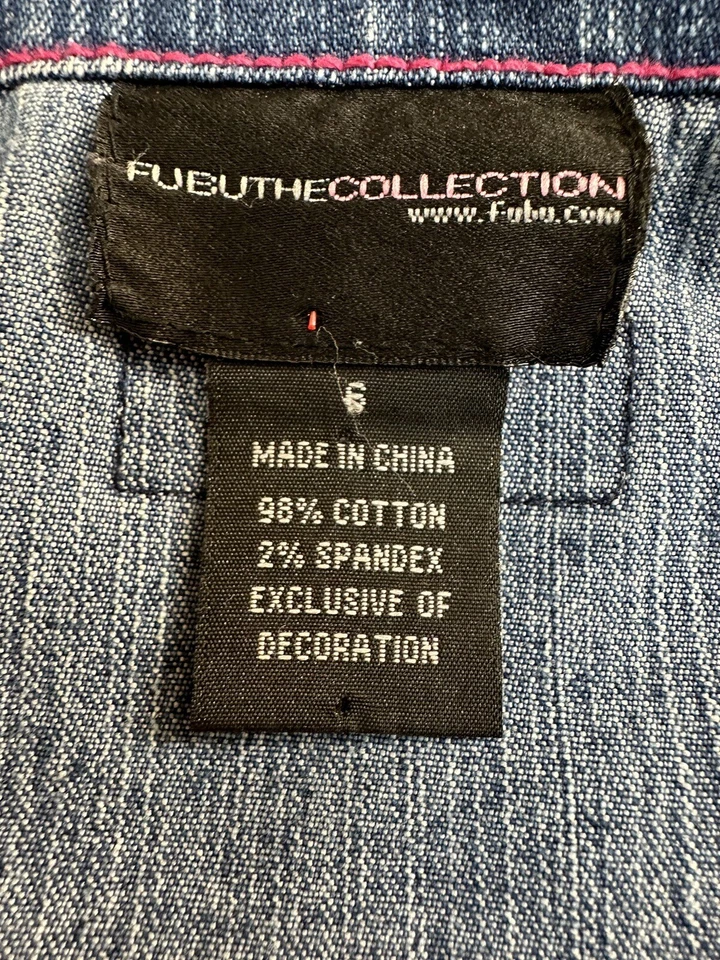 FUBUTHECOLLECTION
www.fubu.com
6
MADE IN CHINA
98% COTTON
2% SPANDEX
EXCLUSIVE OF
DECORATION